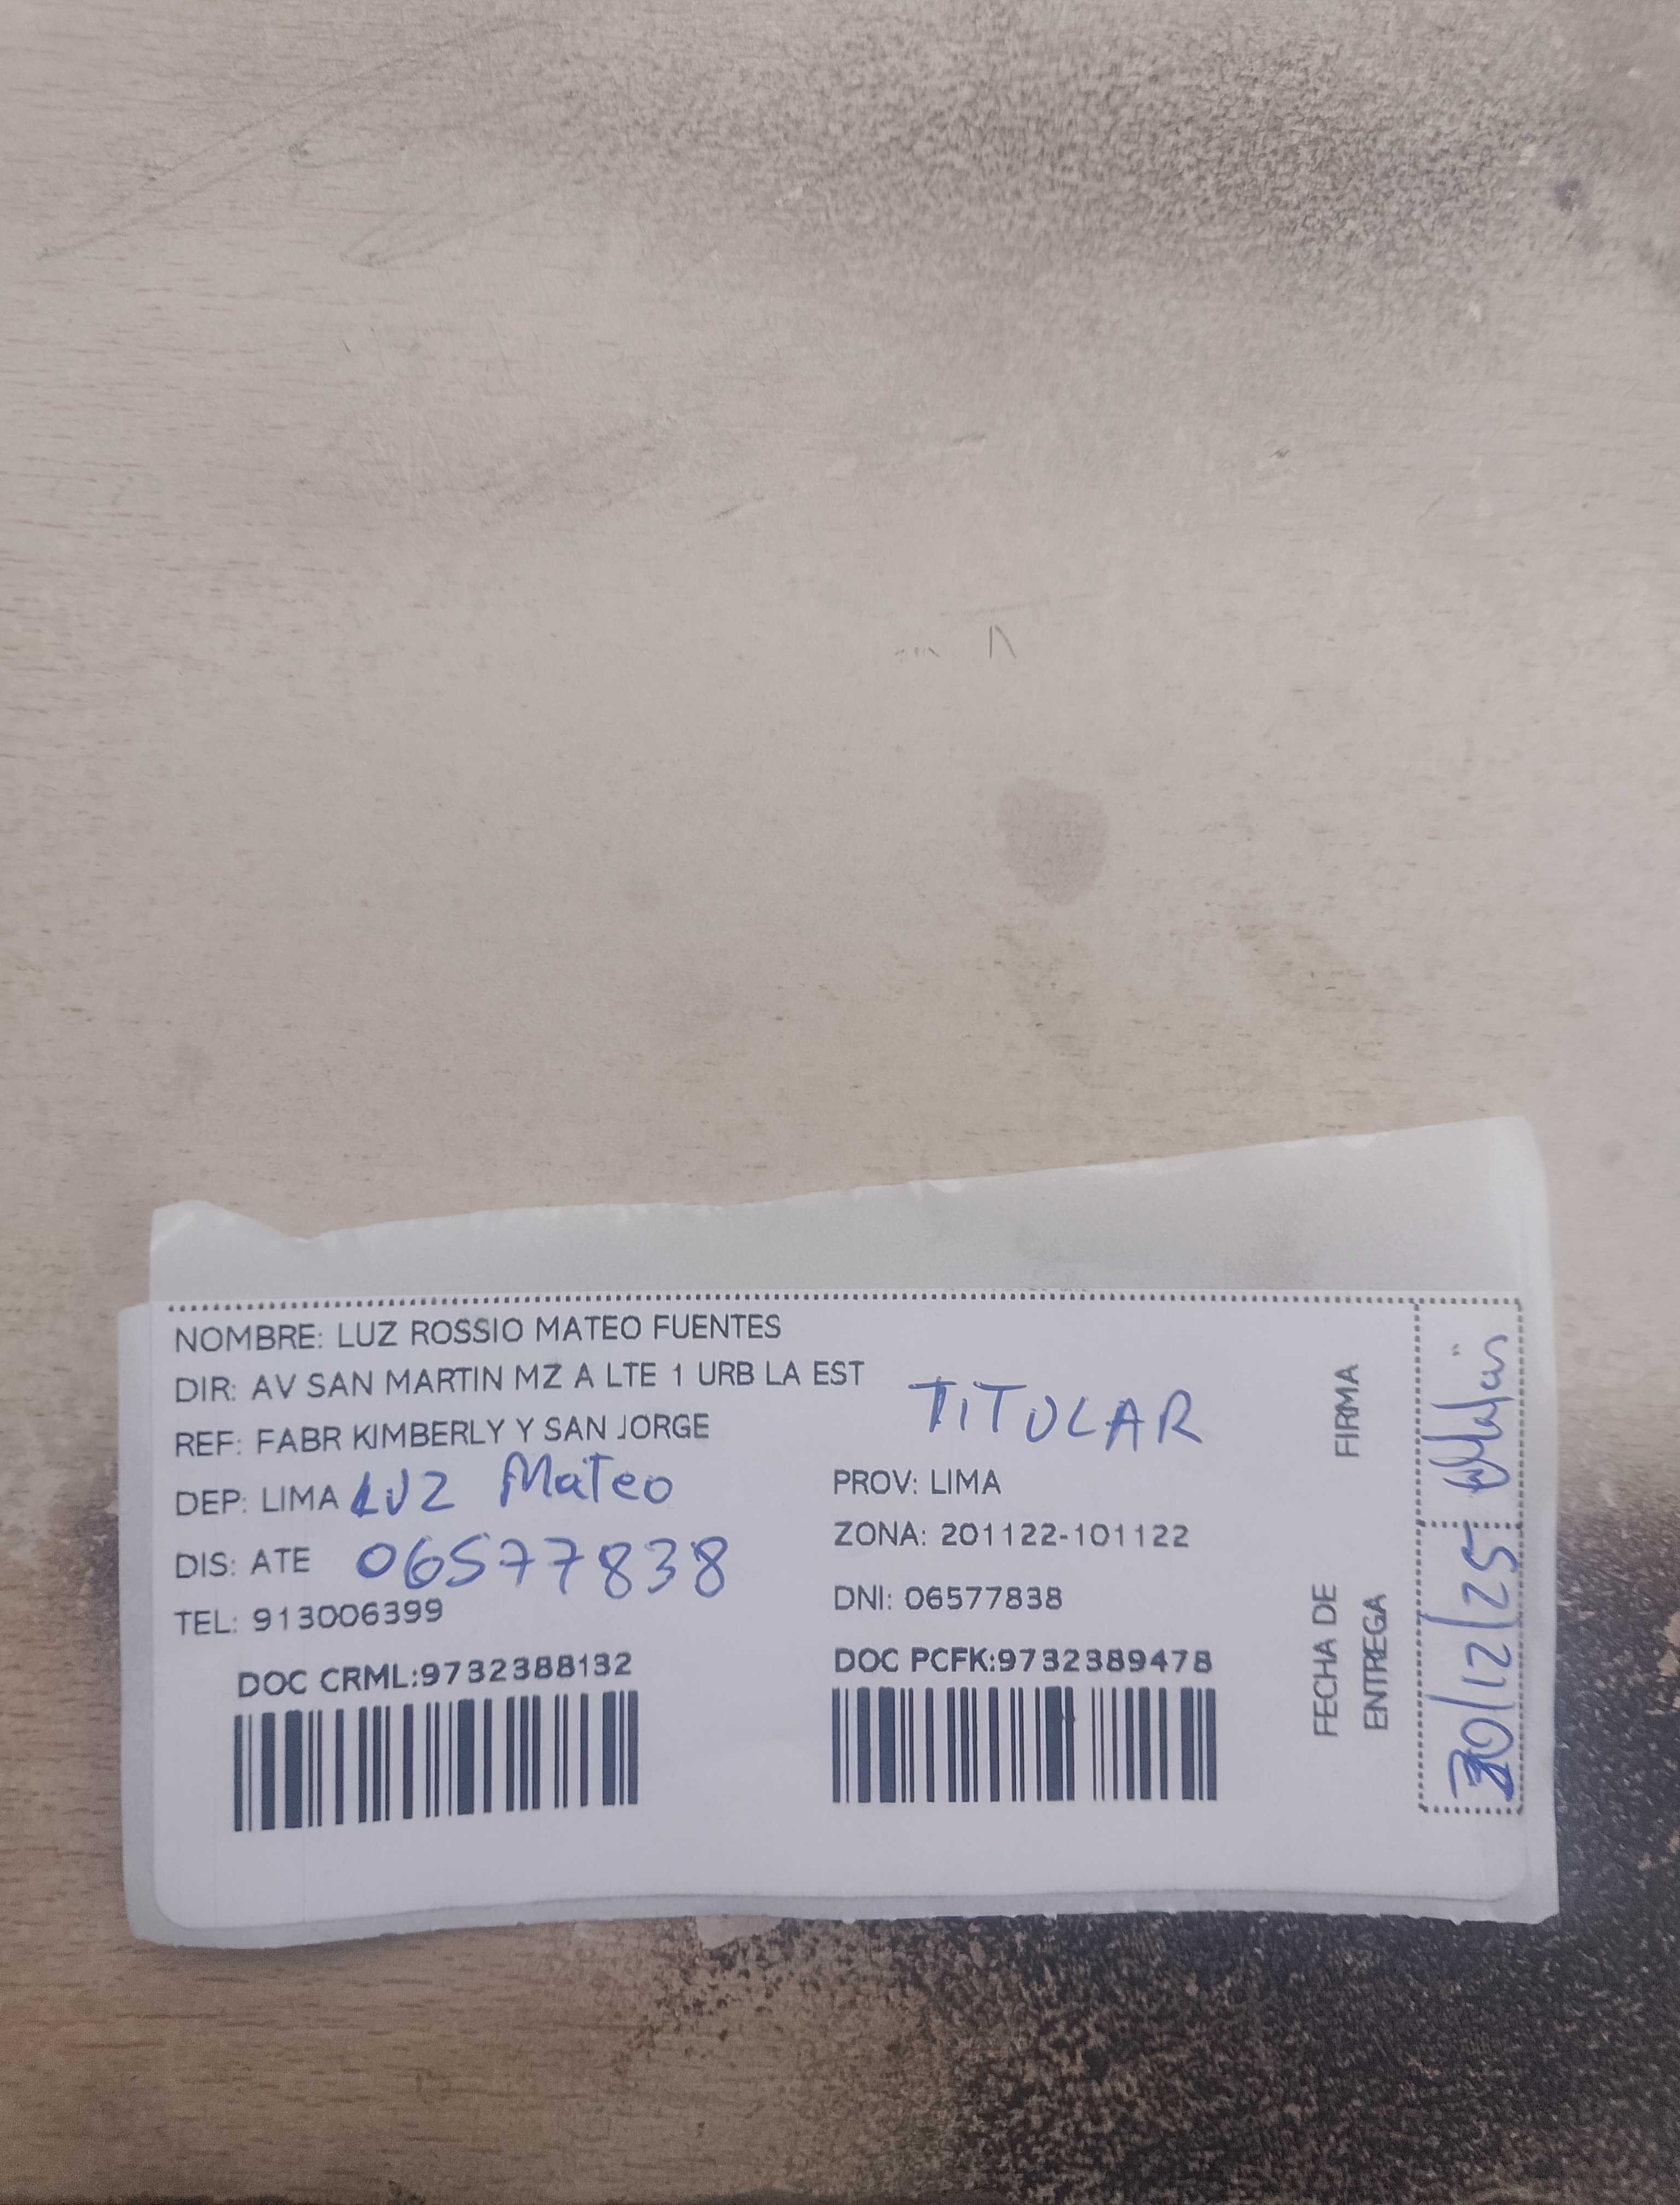 NOMBRE: LUZ ROSSIO MATEO FUENTES
DIR: AV SAN MARTIN MZ A LTE 1 URB LA EST
TITULAR
REF: FABR KIMBERLY Y SAN JORGE
DEP: LIMA LUZ Mateo
PROV: LIMA
ZONA: 201122-101122
DIS: ATE 06577838
DNI: 06577838
TEL: 913006399
DOC CRML:9732388132
DOC PCFK:9732389478
FIRMA
FECHA DE
ENTREGA
30/12/25